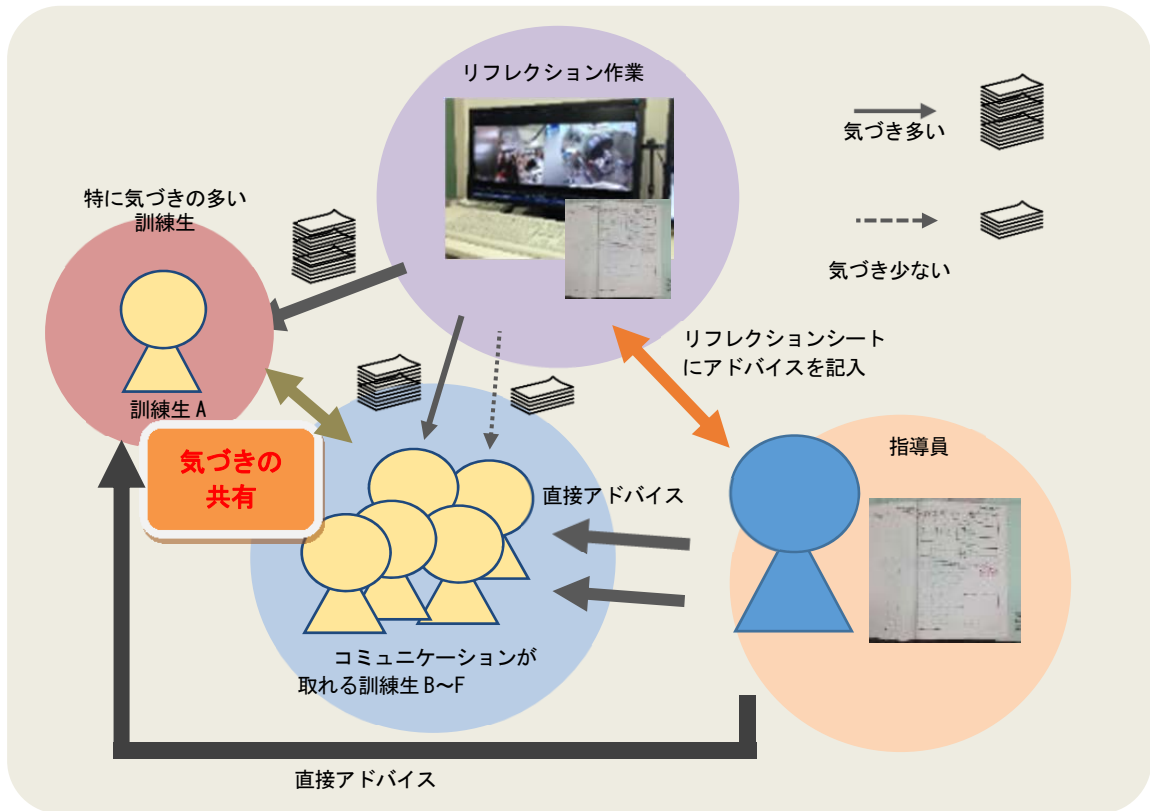 リフレクション作業
気づき多い
特に気づきの多い
訓練生
気づき少ない
リフレクションシート
にアドバイスを記入
訓練生 A
指導員
気づきの
共有
直接アドバイス
コミュニケーションが
取れる訓練生 B～F
直接アドバイス